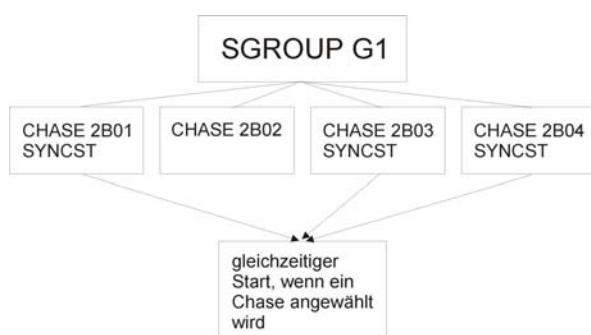 SGROUP G1
CHASE 2B01
SYNCST
CHASE 2B02
CHASE 2B03
SYNCST
CHASE 2B04
SYNCST
gleichzeitiger
Start, wenn ein
Chase angewählt
wird